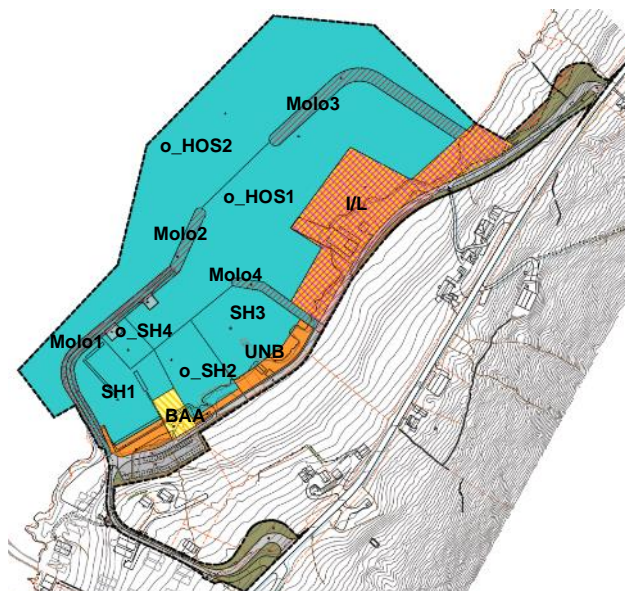 Molo3
o_HOS2
o_HOS1
I/L
Molo2
Molo4
SH3
Molo1
o_SH4
UNB
o_SH2
SH1
BAA